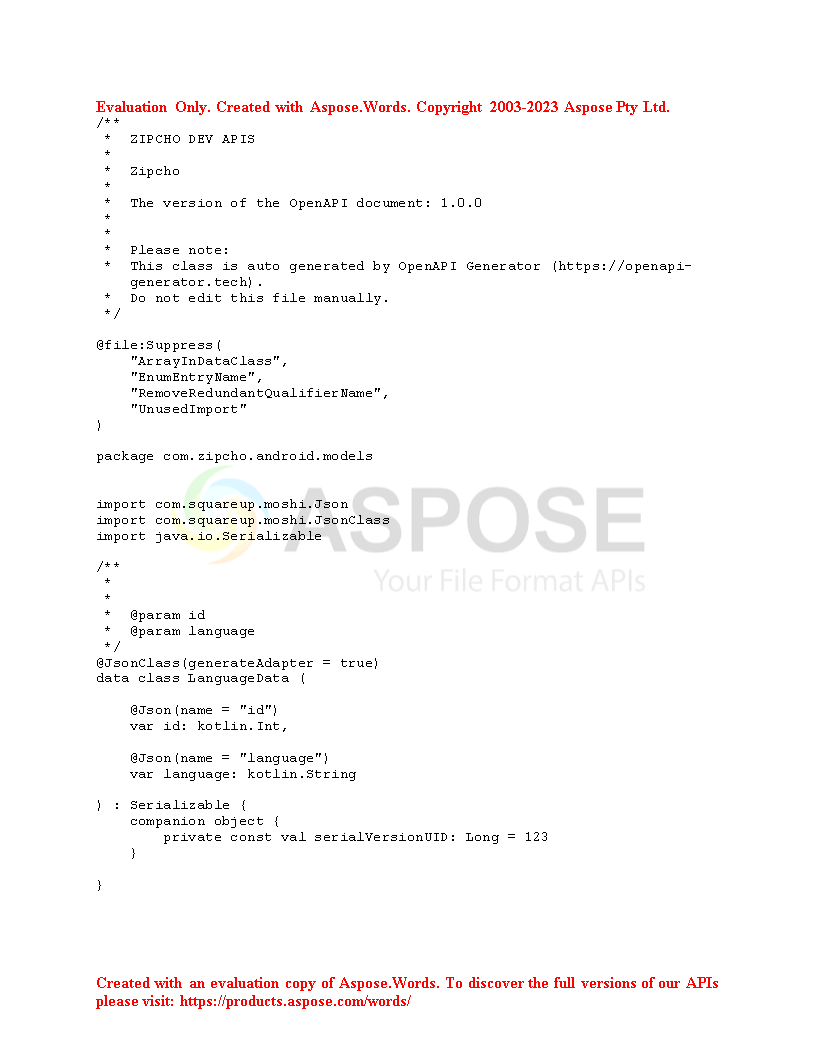 Evaluation Only. Created with Aspose.Words. Copyright 2003-2023 Aspose Pty Ltd.
/**
 *  ZIPCHO DEV APIS
 *
 *  Zipcho
 *
 *  The version of the OpenAPI document: 1.0.0
 *
 *
 *  Please note:
 *  This class is auto generated by OpenAPI Generator (https://openapi-
    generator.tech).
 *  Do not edit this file manually.
 */

@file:Suppress(
    "ArrayInDataClass",
    "EnumEntryName",
    "RemoveRedundantQualifierName",
    "UnusedImport"
)

package com.zipcho.android.models

import com.squareup.moshi.Json
import com.squareup.moshi.JsonClass
import java.io.Serializable
ASPOSE
Your File Format APIs

/**
 *
 *
 *  @param id
 *  @param language
 */
@JsonClass(generateAdapter = true)
data class LanguageData (

    @Json(name = "id")
    var id: kotlin.Int,

    @Json(name = "language")
    var language: kotlin.String

) : Serializable {
    companion object {
        private const val serialVersionUID: Long = 123
    }

}

Created with an evaluation copy of Aspose.Words. To discover the full versions of our APIs
please visit: https://products.aspose.com/words/